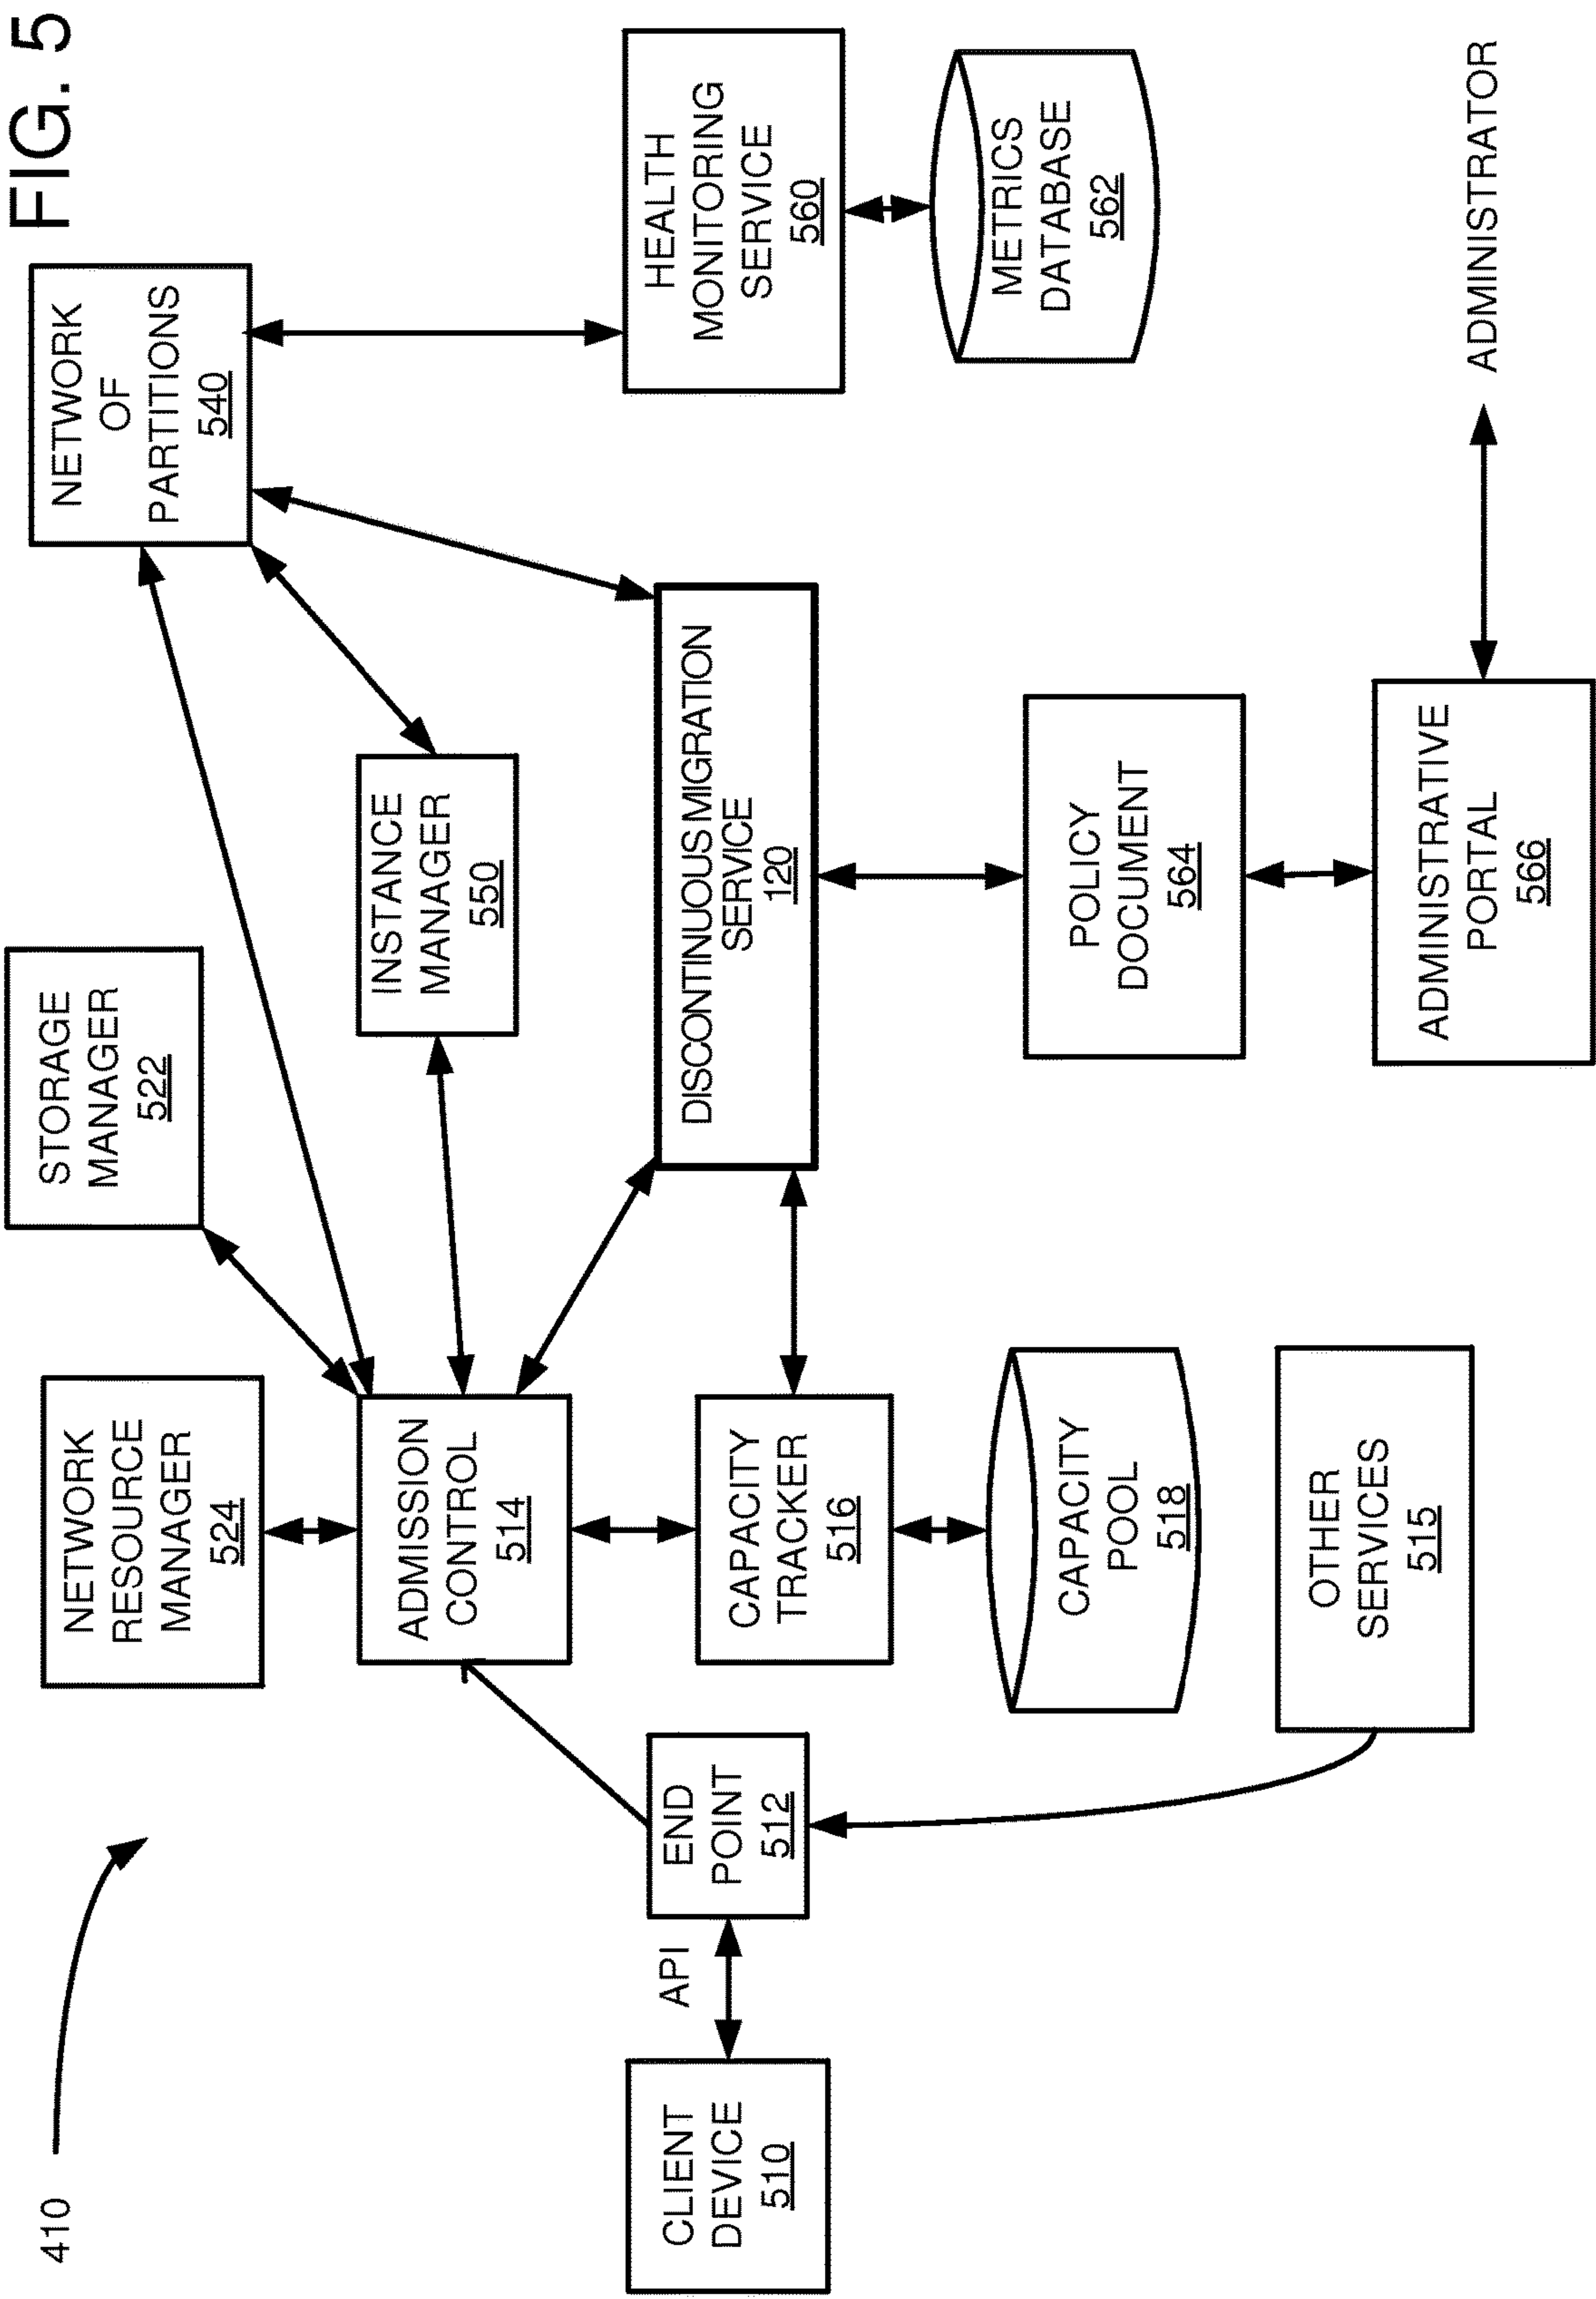 FIG. 5
410
NETWORK
RESOURCE
MANAGER
524
STORAGE
MANAGER
522
NETWORK
OF
PARTITIONS
540
ADMISSION
CONTROL
514
INSTANCE
MANAGER
550
CLIENT
DEVICE
510
API
END
POINT
512
CAPACITY
TRACKER
516
DISCONTINUOUS MIGRATION
SERVICE
120
HEALTH
MONITORING
SERVICE
560
CAPACITY
POOL
518
POLICY
DOCUMENT
564
METRICS
DATABASE
562
OTHER
SERVICES
515
ADMINISTRATIVE
PORTAL
566
ADMINISTRATOR